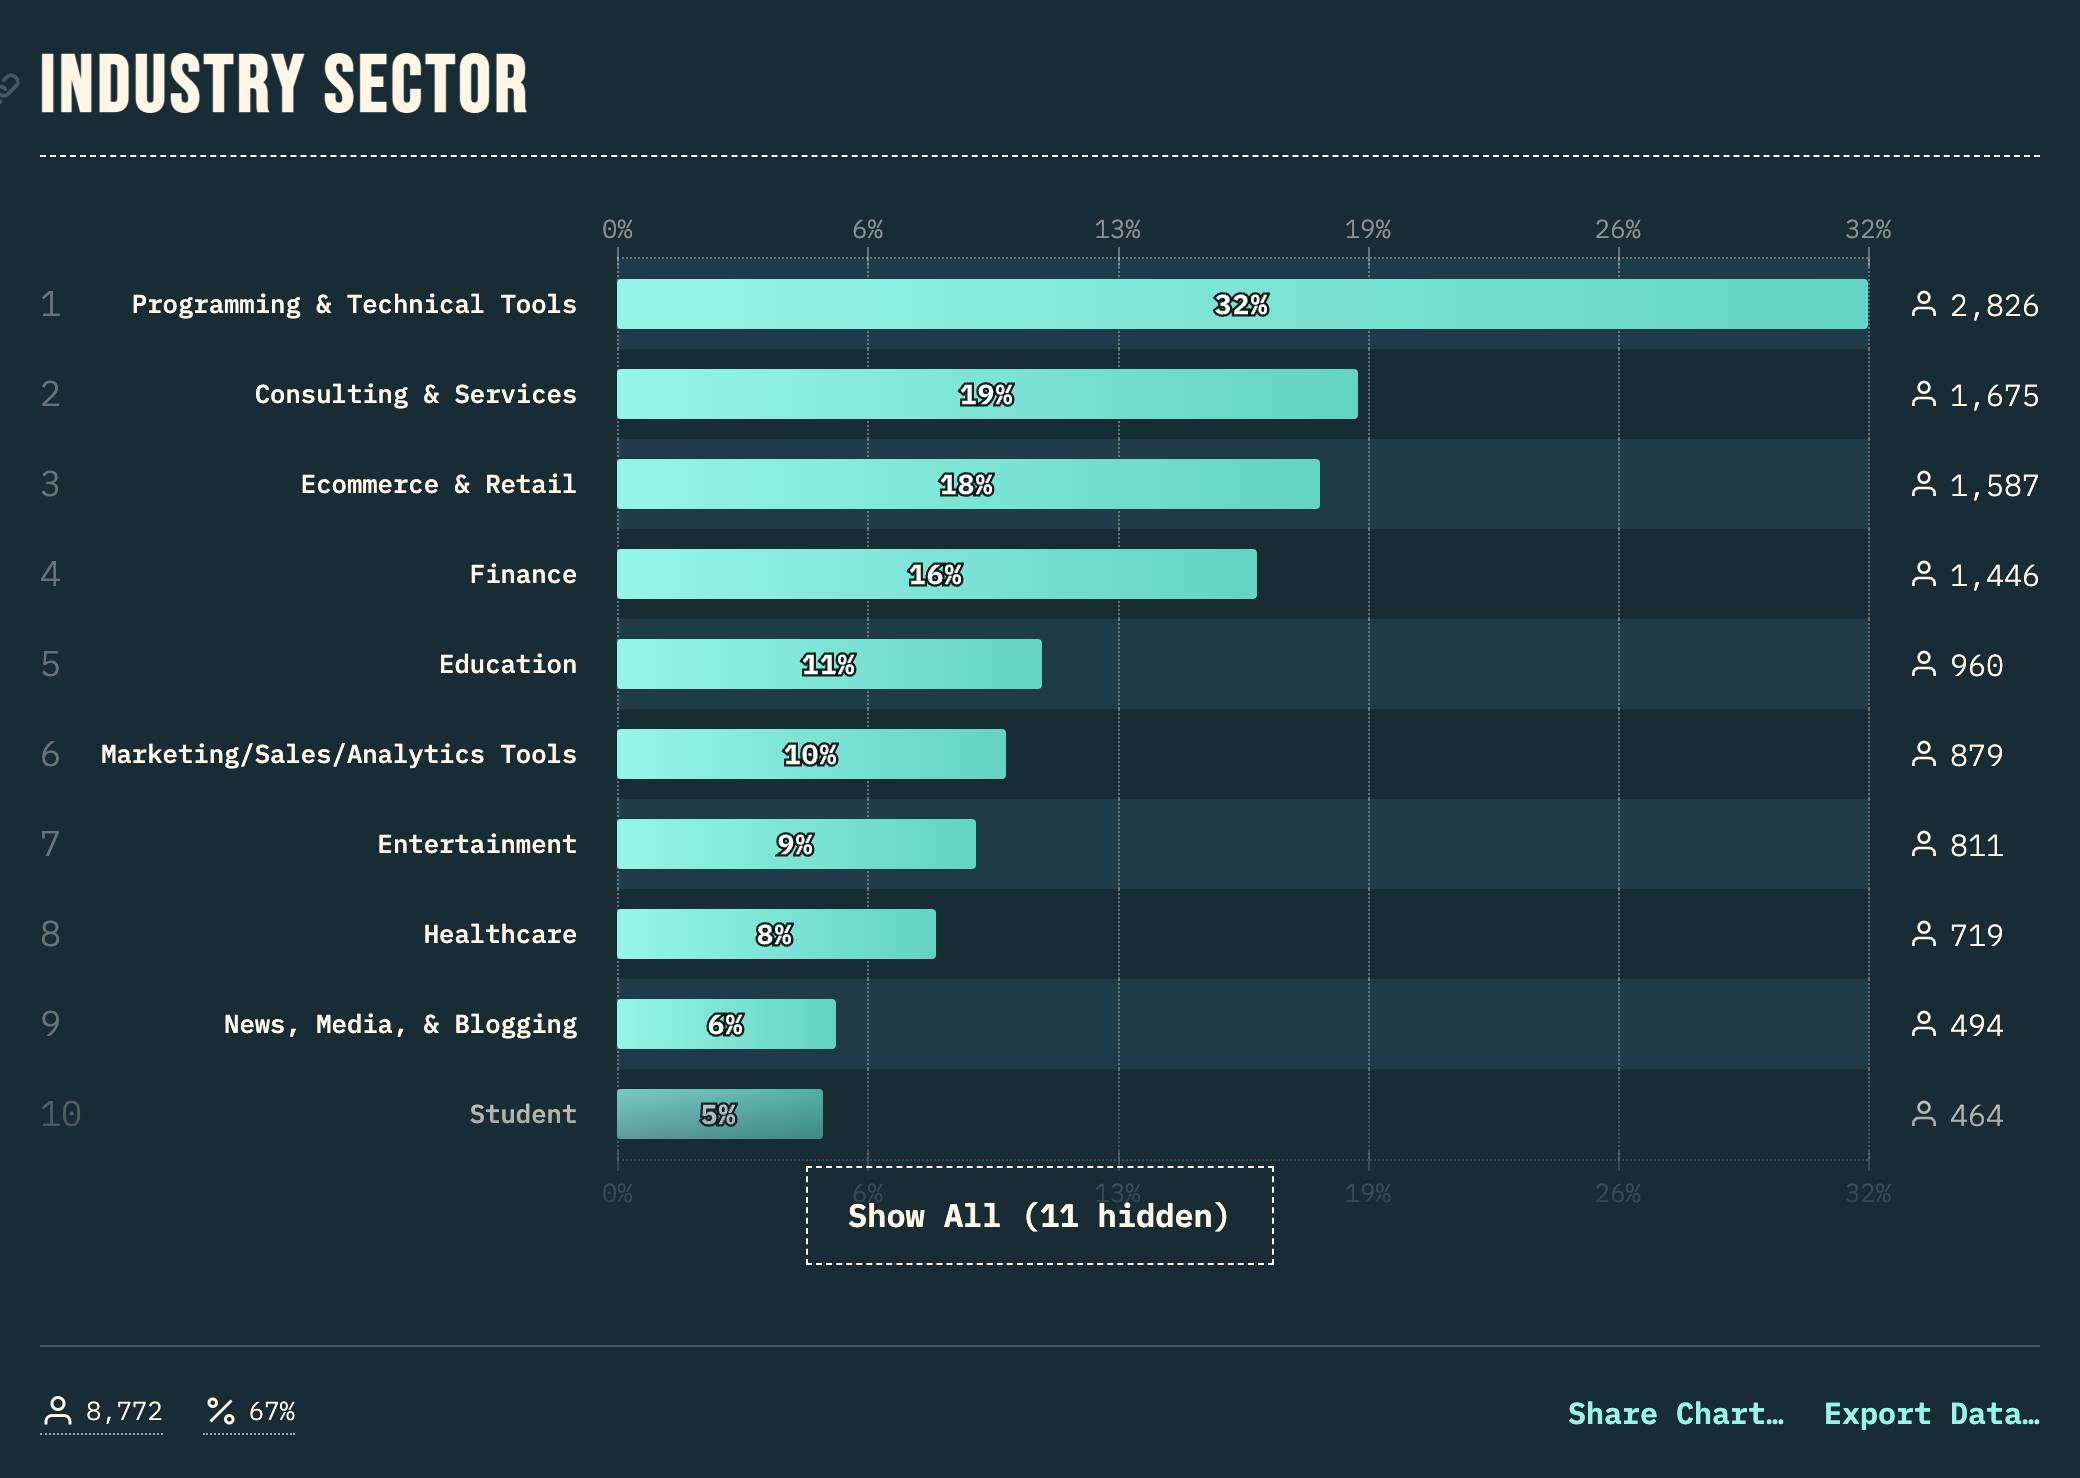 INDUSTRY SECTOR
0% 6% 13% 19% 26% 32%
1 Programming & Technical Tools 32% 2,826
2 Consulting & Services 19% 1,675
3 Ecommerce & Retail 18% 1,587
4 Finance 16% 1,446
5 Education 11% 960
6 Marketing/Sales/Analytics Tools 10% 879
7 Entertainment 9% 811
8 Healthcare 8% 719
9 News, Media, & Blogging 6% 494
10 Student 5% 464
0% 6% 13% 19% 26% 32%
Show All (11 hidden)
8,772 % 67% Share Chart… Export Data…